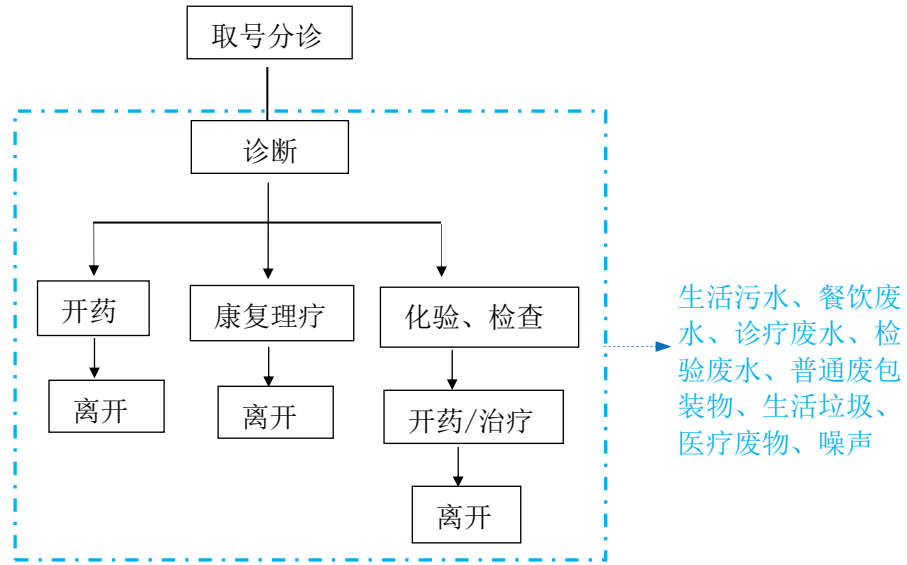 取号分诊
诊断
开药
康复理疗
化验、检查
离开
离开
开药/治疗
离开
生活污水、餐饮废
水、诊疗废水、检
验废水、普通废包
装物、生活垃圾、
医疗废物、噪声